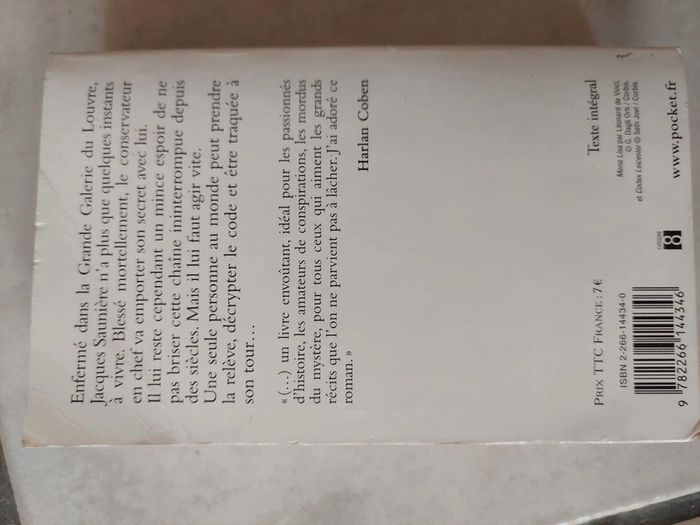 Enfermé dans la Grande Galerie du Louvre,
Jacques Saunière n'a plus que quelques instants
à vivre. Blessé mortellement, le conservateur
en chef va emporter son secret avec lui.
Il lui reste cependant un mince espoir de ne
pas briser cette chaîne ininterrompue depuis
des siècles. Mais il lui faut agir vite.
Une seule personne au monde peut prendre
la relève, décrypter le code et être traquée à
son tour...
« (...) un livre envoûtant, idéal pour les passionnés
d'histoire, les amateurs de conspirations, les mordus
du mystère, pour tous ceux qui aiment les grands
récits que l'on ne parvient pas à lâcher. J'ai adoré ce
roman. »
Harlan Coben
Texte intégral
Mona Lisa par Léonard de Vinci.
© G. Dagli Orti / Corbis.
et Codex Leicester © Seth Joel / Corbis.
www.pocket.fr
PRIX TTC FRANCE : 7 €
ISBN 2-266-14434-0
9 782266 144346
8